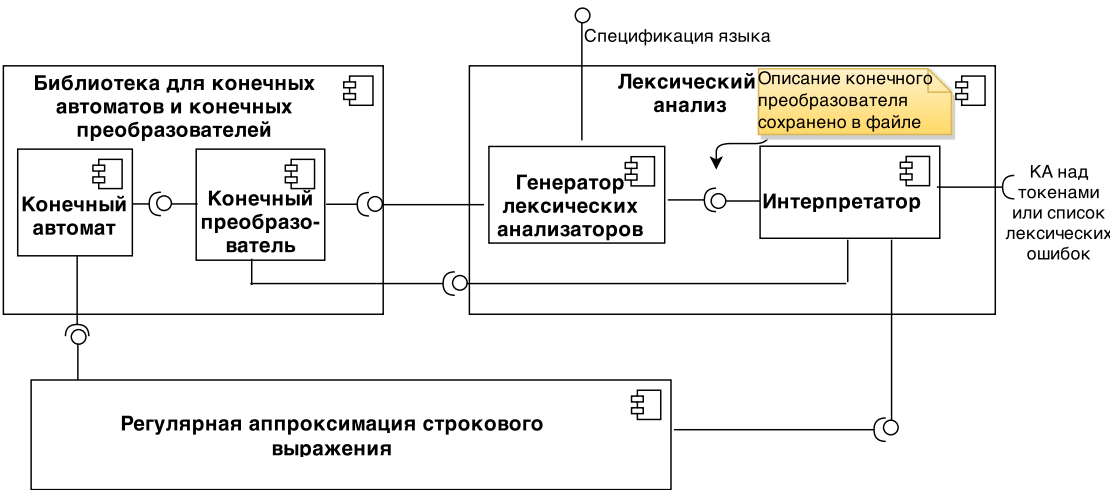 Спецификация языка
Библиотека для конечных
автоматов и конечных
преобразователей
Лексический
анализ
Описание конечного
преобразователя
сохранено в файле
Конечный
автомат
Конечный
преобразо-
ватель
Генератор
лексических
анализаторов
Интерпретатор
КА над
токенами
или список
лексических
ошибок
Регулярная аппроксимация строкового
выражения